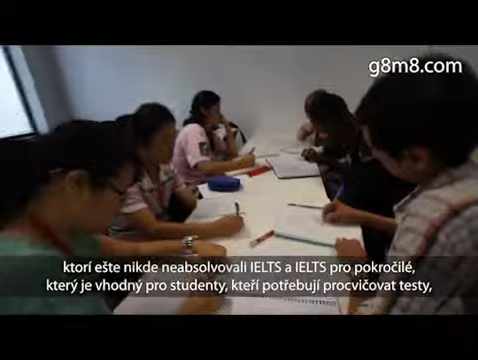 g8m8.com
ktorí ešte nikde neabsolvovali IELTS a IELTS pro pokročilé,
který je vhodný pro studenty, kteří potřebují procvičovat testy,